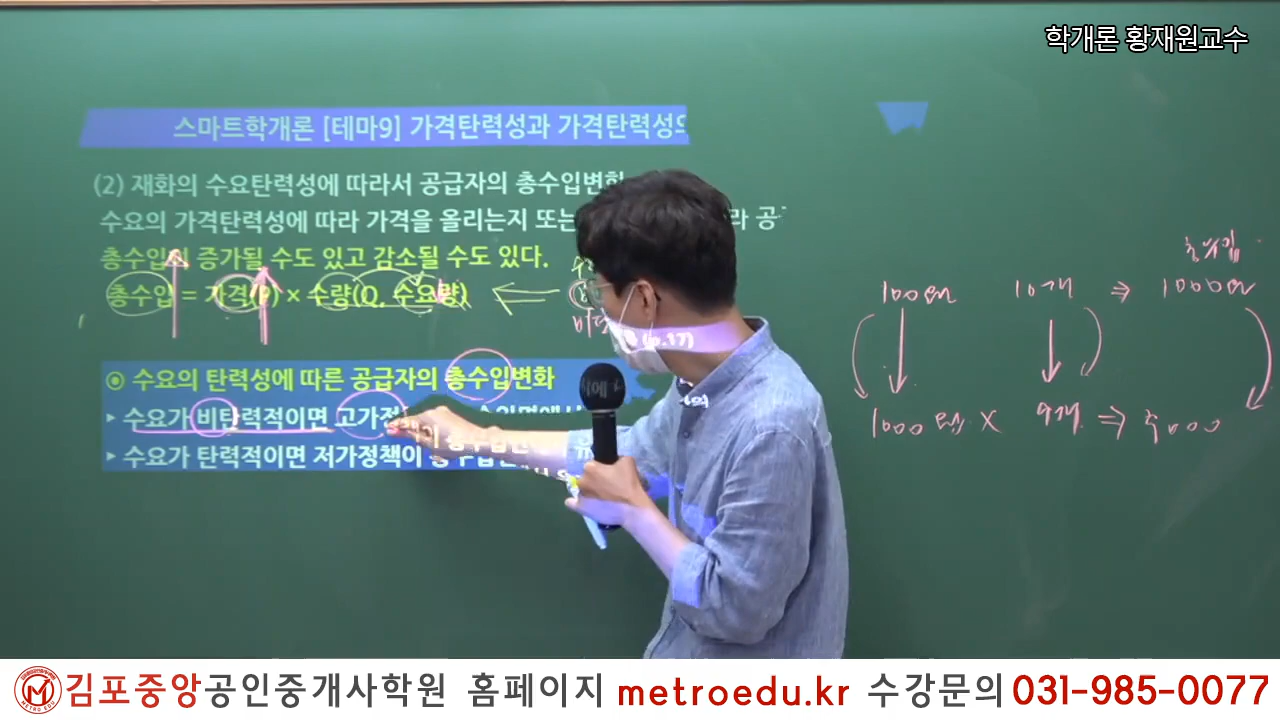 학개론 황재원교수
스마트학개론 [테마9] 가격탄력성과 가격탄력성의
(2) 재화의 수요탄력성에 따라서 공급자의 총수입변화
수요의 가격탄력성에 따라 가격을 올리는지 또는
총수입이 증가될 수도 있고 감소될 수도 있다.
총수입 = 가격(P) × 수량(Q, 수요량)
◉ 수요의 탄력성에 따른 공급자의 총수입변화
▸ 수요가 비탄력적이면 고가정
▸ 수요가 탄력적이면 저가정책이 총수입
(p.17)
총수입
100원 10개 ⇒ 1000원
9개 ⇒
김포중앙공인중개사학원 홈페이지 metroedu.kr 수강문의 031-985-0077
METRO EDU